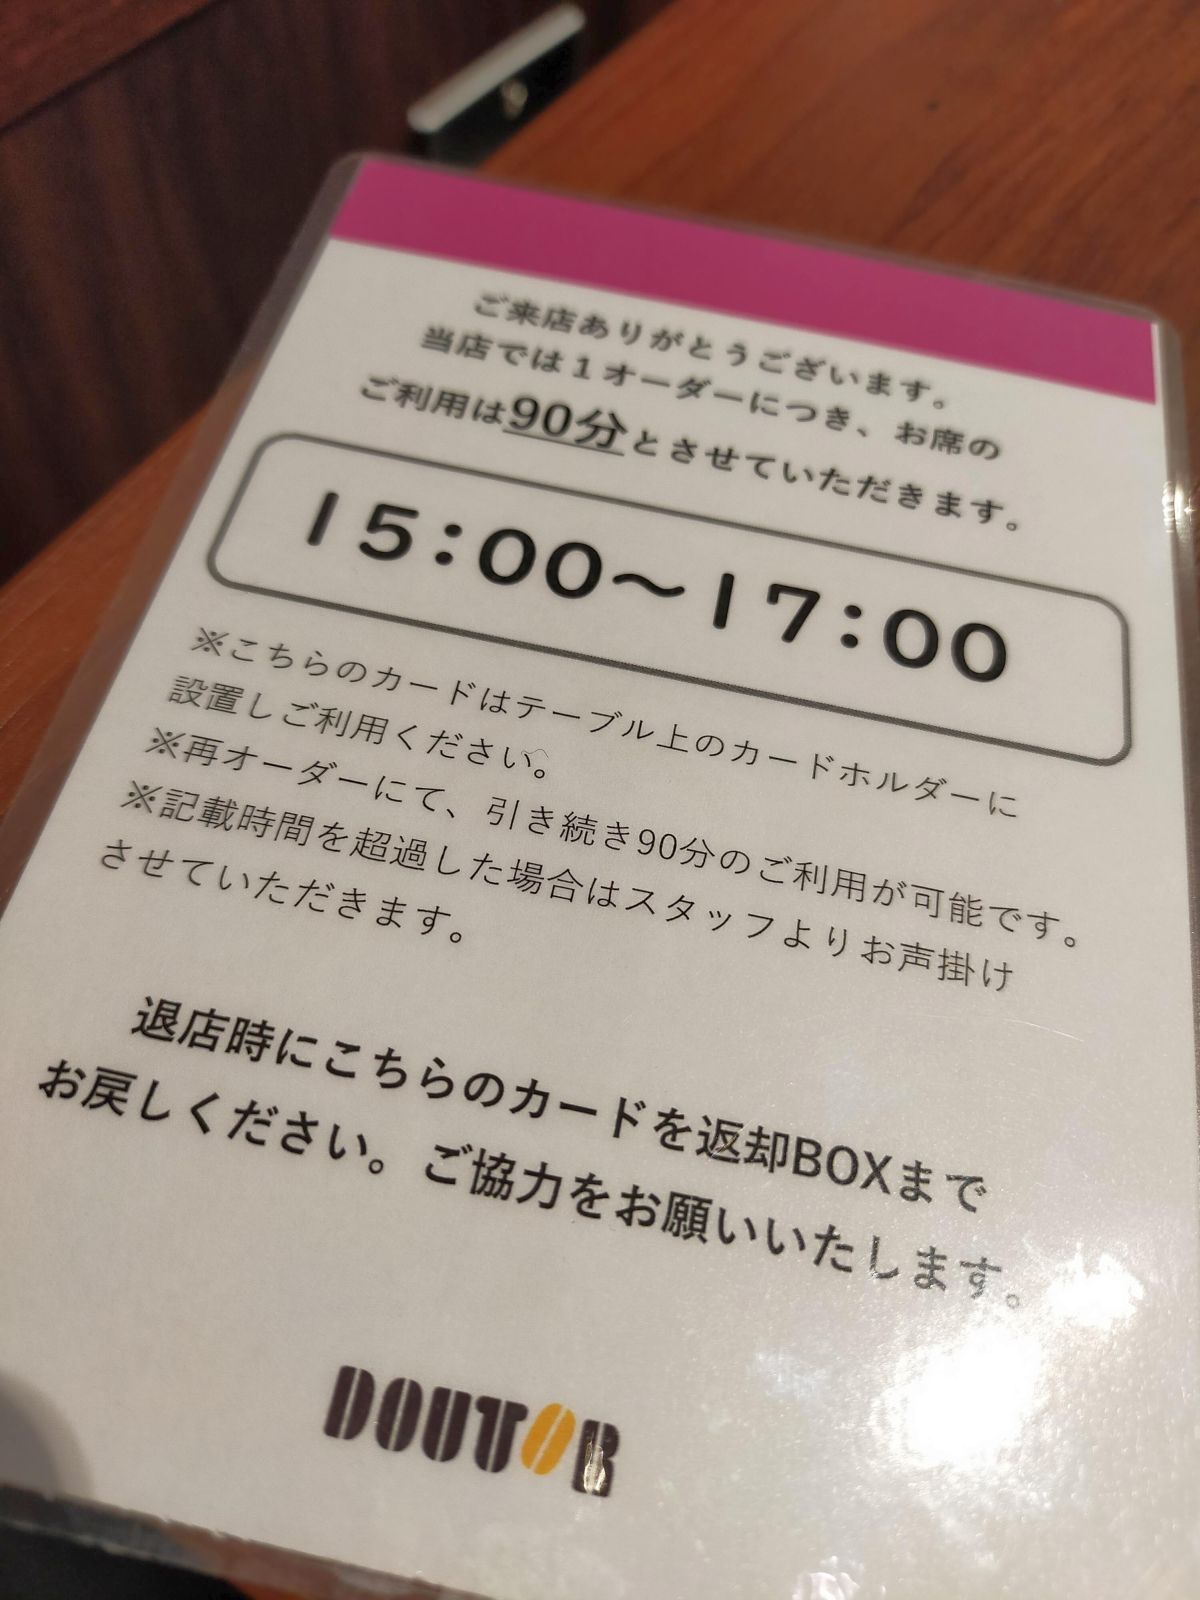 ご来店ありがとうございます。
当店では１オーダーにつき、お席の
ご利用は90分とさせていただきます。
15:00～17:00
※こちらのカードはテーブル上のカードホルダーに
設置しご利用ください。
※再オーダーにて、引き続き90分のご利用が可能です。
※記載時間を超過した場合はスタッフよりお声掛け
させていただきます。
退店時にこちらのカードを返却BOXまで
お戻しください。ご協力をお願いいたします。
DOUTOR